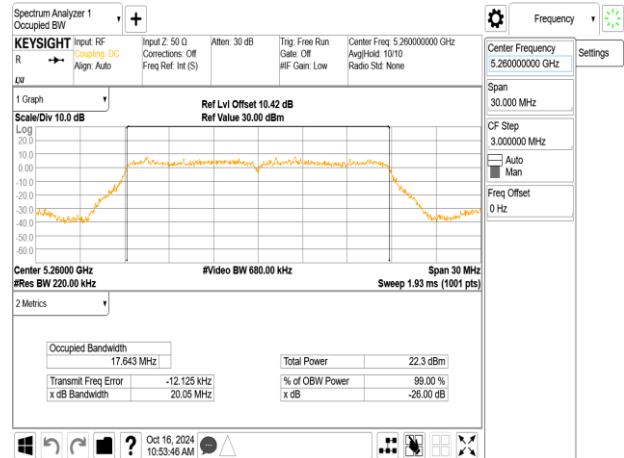 Spectrum Analyzer 1
Occupied BW
Frequency
KEYSIGHT
R
LXI
Input: RF
Coupling: DC
Align: Auto
Input Z: 50 Ω
Corrections: Off
Freq Ref: Int (S)
Atten: 30 dB
Trig: Free Run
Gate: Off
#IF Gain: Low
Center Freq: 5.260000000 GHz
Avg|Hold: 10/10
Radio Std: None
Center Frequency
5.260000000 GHz
Settings
Span
30.000 MHz
CF Step
3.000000 MHz
Auto
Man
Freq Offset
0 Hz
1 Graph
Scale/Div 10.0 dB
Ref Lvl Offset 10.42 dB
Ref Value 30.00 dBm
Log
20.0
10.0
0.00
-10.0
-20.0
-30.0
-40.0
-50.0
-60.0
Center 5.26000 GHz
#Video BW 680.00 kHz
Span 30 MHz
#Res BW 220.00 kHz
Sweep 1.93 ms (1001 pts)
2 Metrics
Occupied Bandwidth
17.643 MHz
Total Power 22.3 dBm
Transmit Freq Error -12.125 kHz
% of OBW Power 99.00 %
x dB Bandwidth 20.05 MHz
x dB -26.00 dB
?
Oct 16, 2024
10:53:46 AM